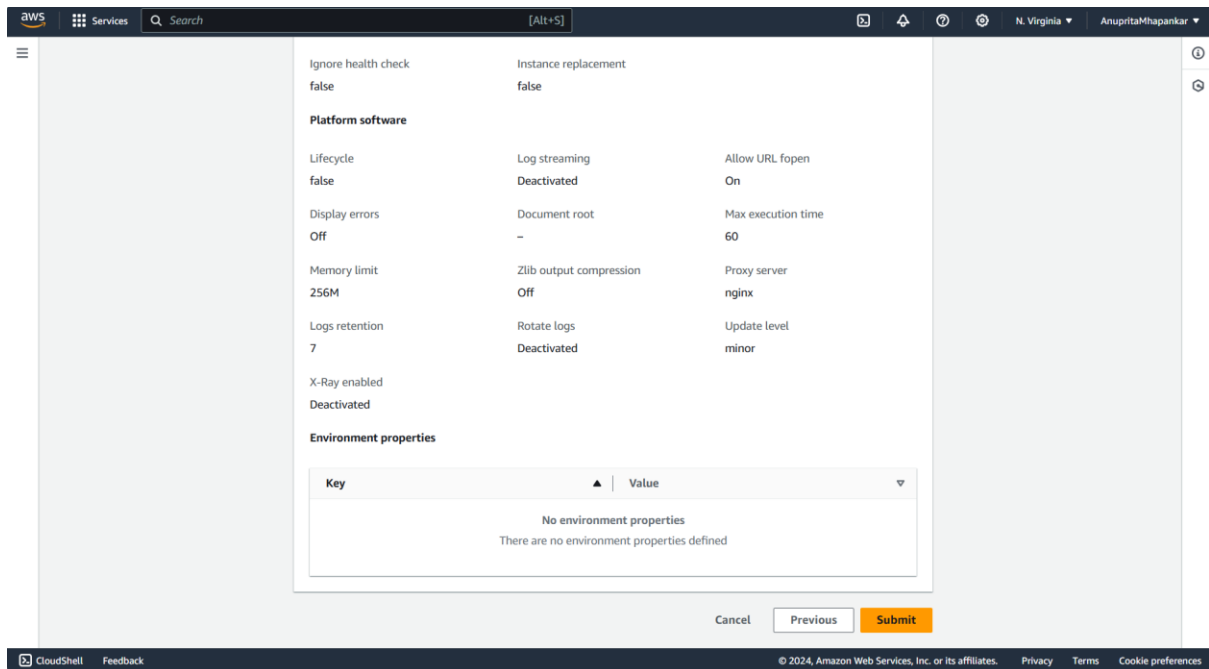 aws Services Search [Alt+S] N. Virginia AnupritaMhapankar
Ignore health check Instance replacement
false false
Platform software
Lifecycle Log streaming Allow URL fopen
false Deactivated On
Display errors Document root Max execution time
Off – 60
Memory limit Zlib output compression Proxy server
256M Off nginx
Logs retention Rotate logs Update level
7 Deactivated minor
X-Ray enabled
Deactivated
Environment properties
Key Value
No environment properties
There are no environment properties defined
Cancel Previous Submit
CloudShell Feedback © 2024, Amazon Web Services, Inc. or its affiliates. Privacy Terms Cookie preferences